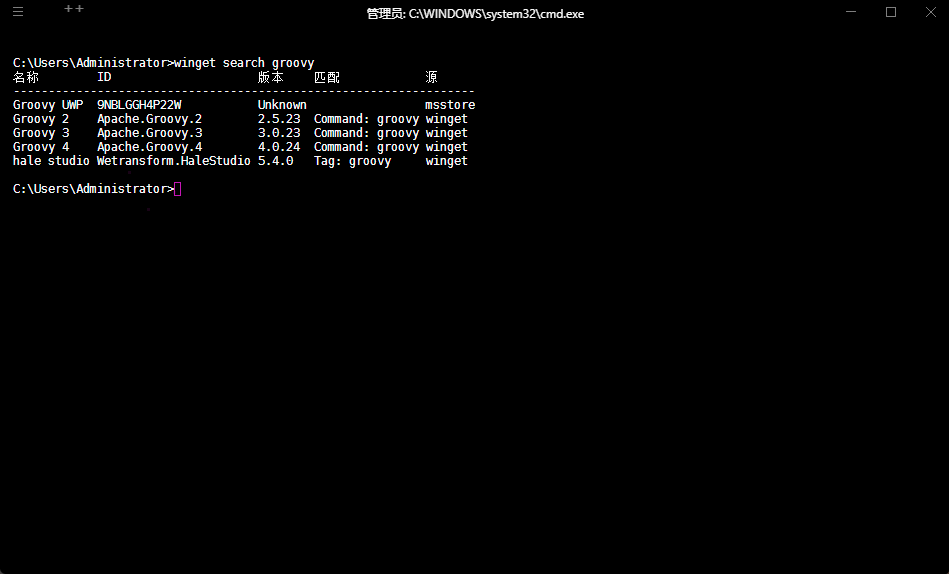 管理员: C:\WINDOWS\system32\cmd.exe
C:\Users\Administrator>winget search groovy
名称 ID 版本 匹配 源
------------------------------------------------------------------
Groovy UWP 9NBLGGH4P22W Unknown msstore
Groovy 2 Apache.Groovy.2 2.5.23 Command: groovy winget
Groovy 3 Apache.Groovy.3 3.0.23 Command: groovy winget
Groovy 4 Apache.Groovy.4 4.0.24 Command: groovy winget
hale studio Wetransform.HaleStudio 5.4.0 Tag: groovy winget
C:\Users\Administrator>